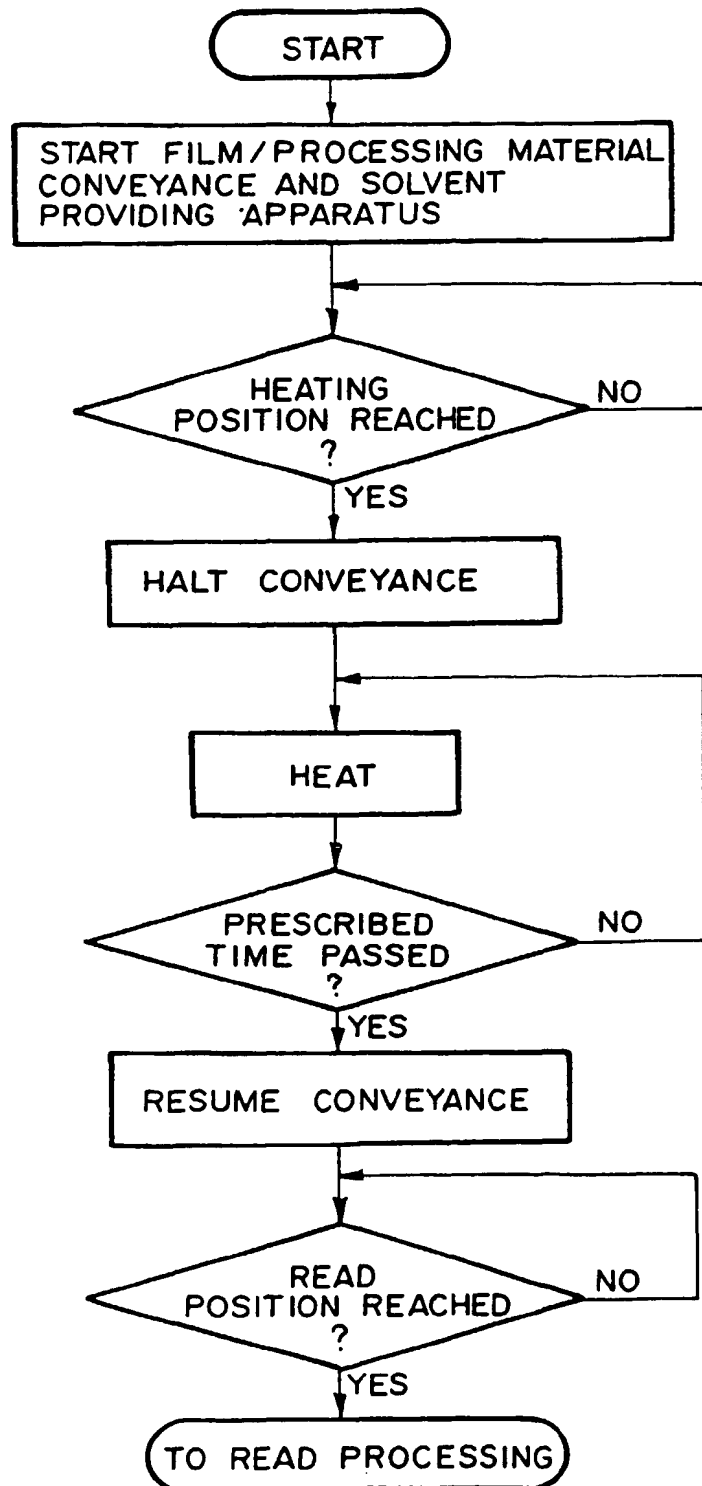 START
START FILM/PROCESSING MATERIAL
CONVEYANCE AND SOLVENT
PROVIDING APPARATUS
HEATING
POSITION REACHED
?
NO
YES
HALT CONVEYANCE
HEAT
PRESCRIBED
TIME PASSED
?
NO
YES
RESUME CONVEYANCE
READ
POSITION REACHED
?
NO
YES
TO READ PROCESSING